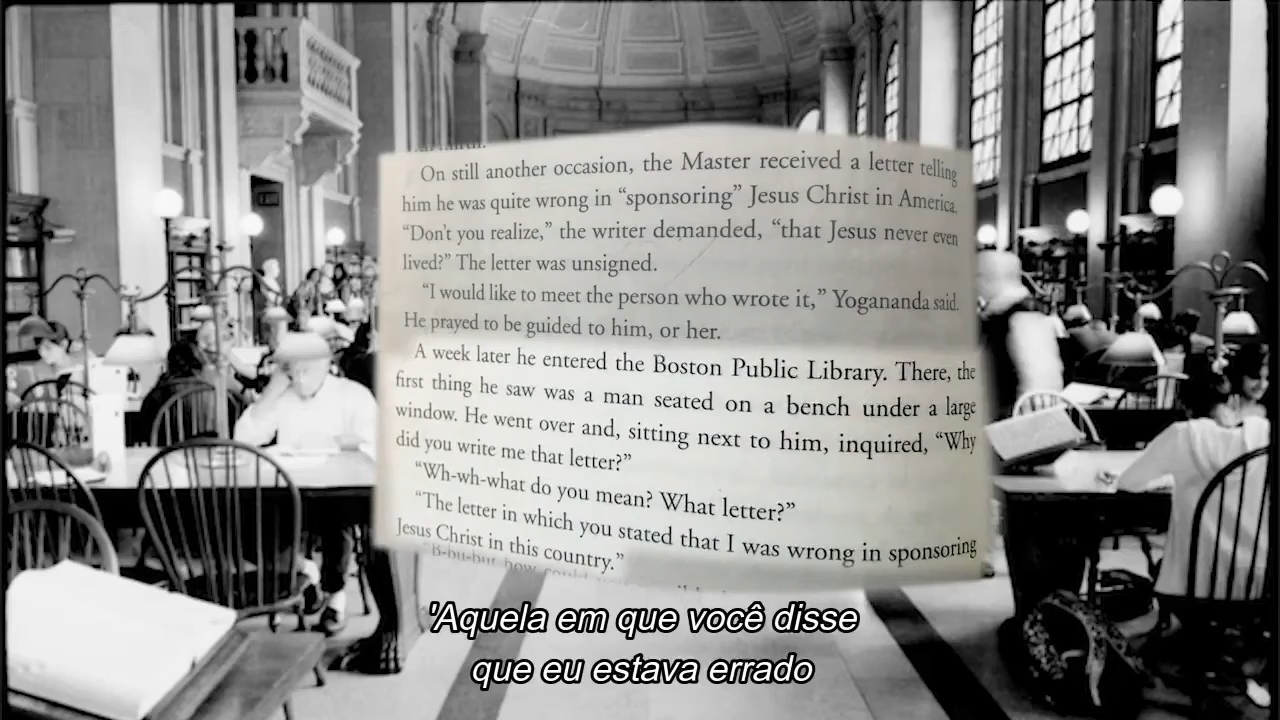 On still another occasion, the Master received a letter telling
him he was quite wrong in “sponsoring” Jesus Christ in America.
“Don’t you realize,” the writer demanded, “that Jesus never even
lived?” The letter was unsigned.
“I would like to meet the person who wrote it,” Yogananda said.
He prayed to be guided to him, or her.
A week later he entered the Boston Public Library. There, the
first thing he saw was a man seated on a bench under a large
window. He went over and, sitting next to him, inquired, “Why
did you write me that letter?”
“Wh-wh-what do you mean? What letter?”
“The letter in which you stated that I was wrong in sponsoring
Jesus Christ in this country.”
“B-bu-but how could you
'Aquela em que você disse
que eu estava errado